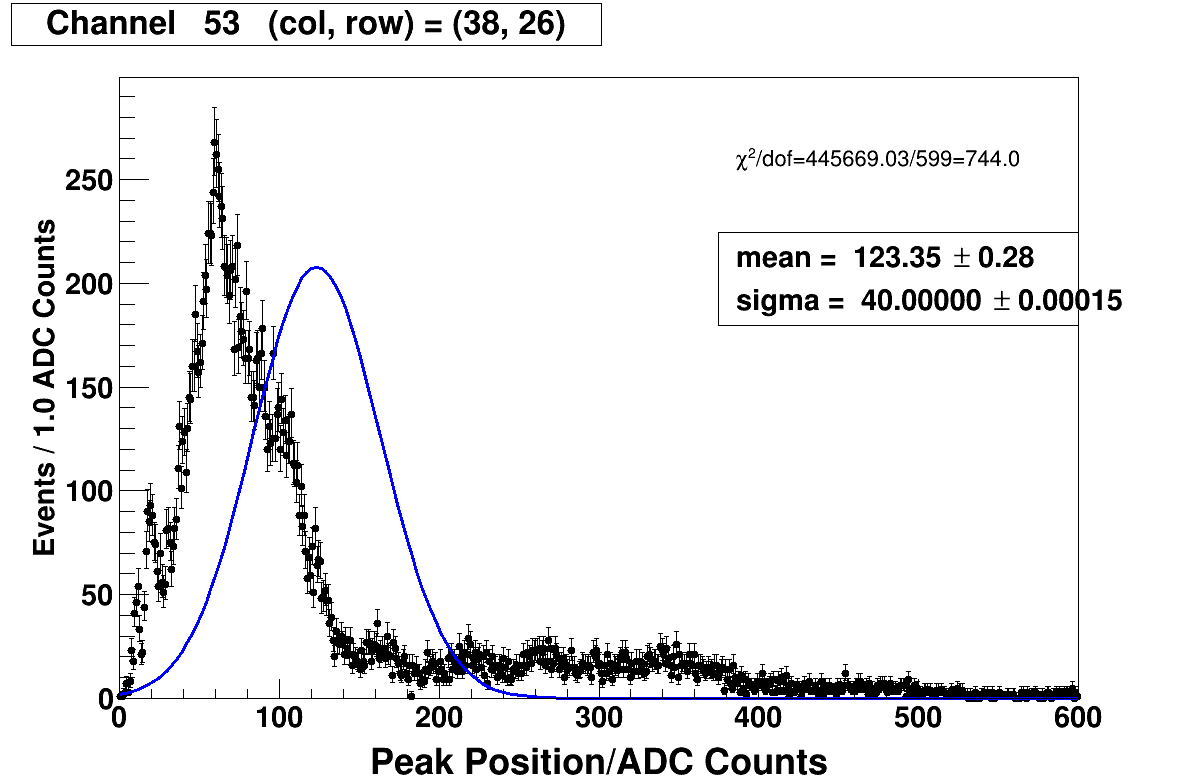 Channel 53 (col, row) = (38, 26)
χ²/dof=445669.03/599=744.0
mean = 123.35 ± 0.28
sigma = 40.00000 ± 0.00015
Events / 1.0 ADC Counts
250
200
150
100
50
0
0 100 200 300 400 500 600
Peak Position/ADC Counts